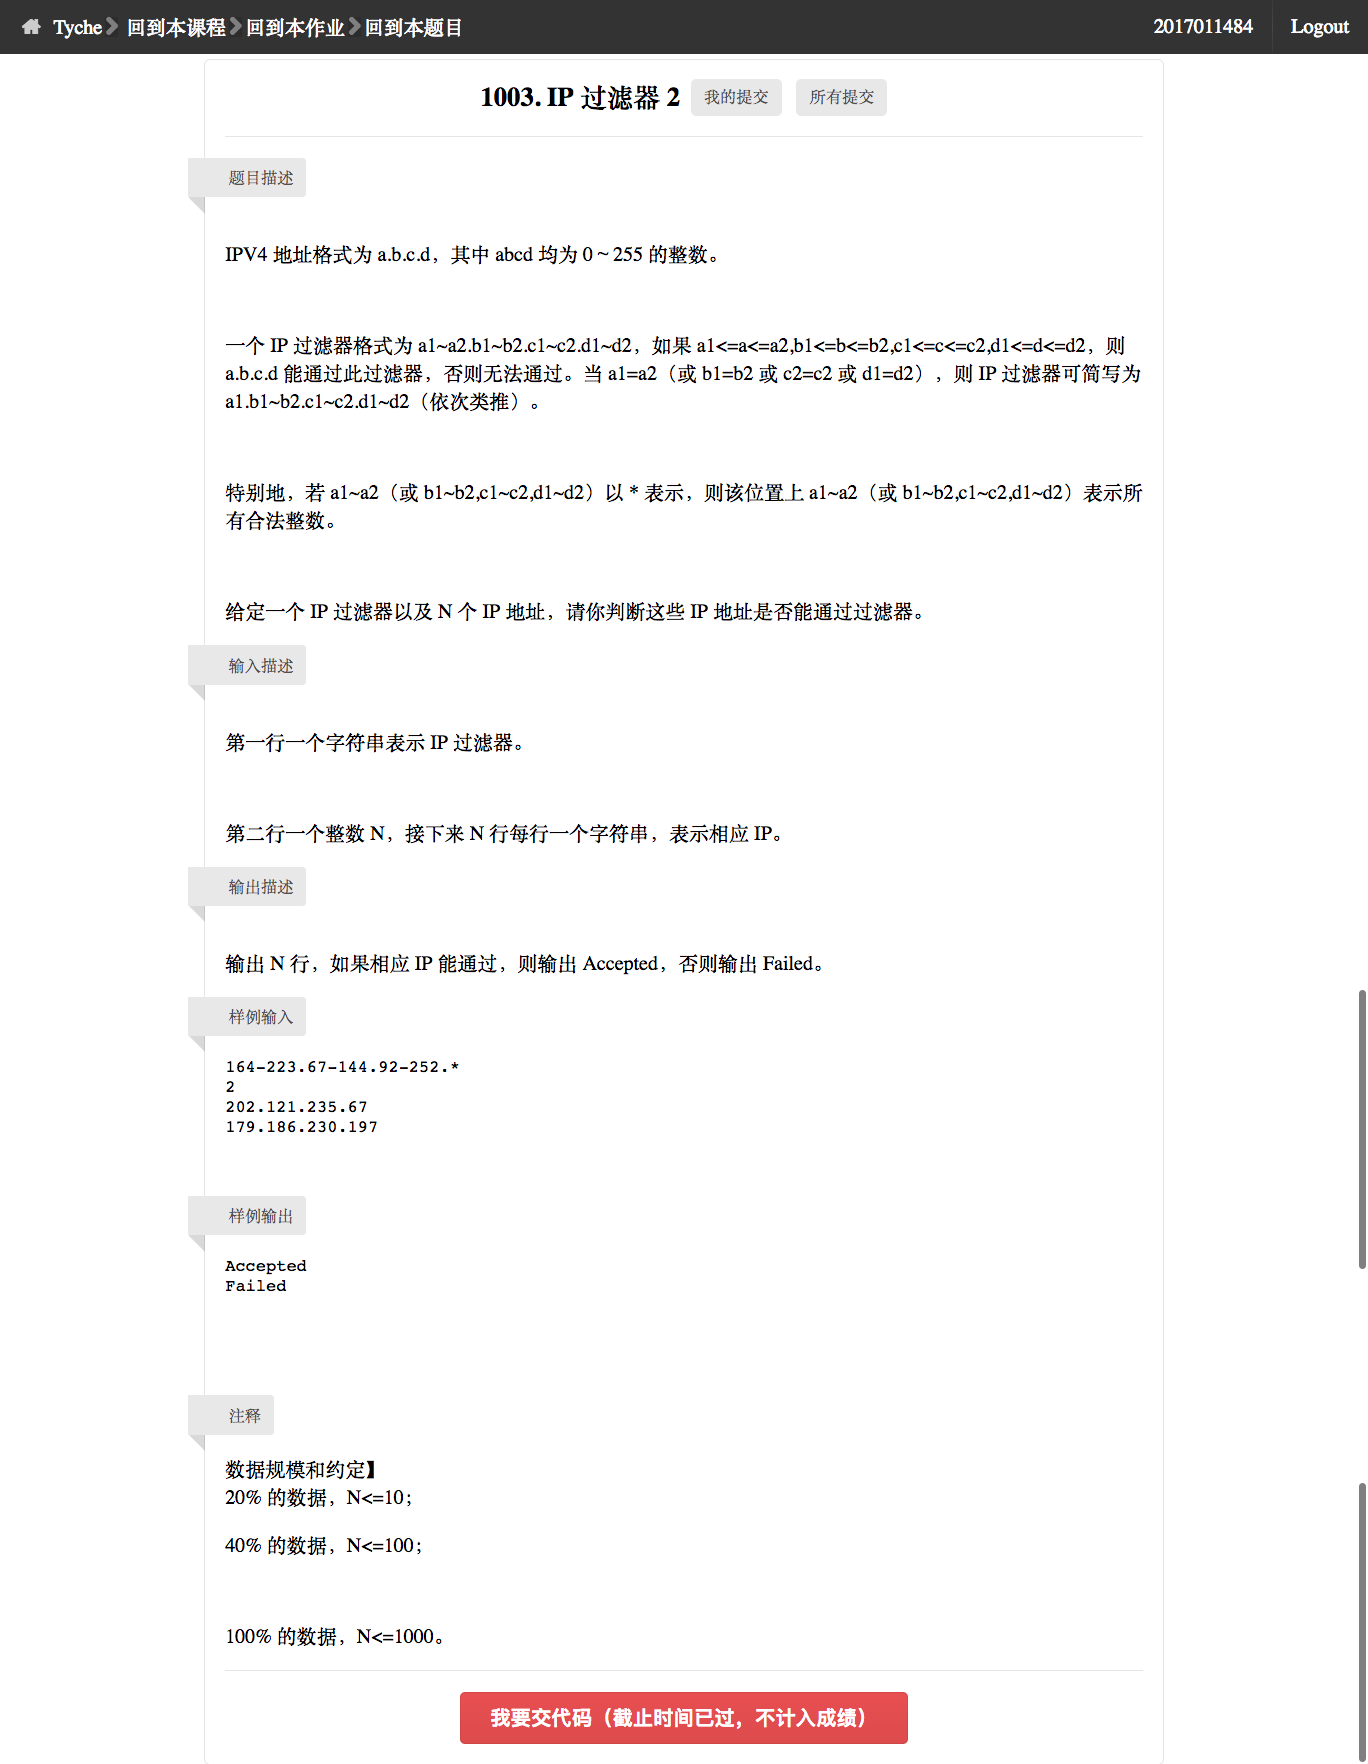 Tyche 回到本课程 回到本作业 回到本题目 2017011484 Logout
1003. IP 过滤器 2 我的提交 所有提交
题目描述
IPV4 地址格式为 a.b.c.d，其中 abcd 均为 0 ~ 255 的整数。
一个 IP 过滤器格式为 a1~a2.b1~b2.c1~c2.d1~d2，如果 a1<=a<=a2,b1<=b<=b2,c1<=c<=c2,d1<=d<=d2，则
a.b.c.d 能通过此过滤器，否则无法通过。当 a1=a2（或 b1=b2 或 c2=c2 或 d1=d2），则 IP 过滤器可简写为
a1.b1~b2.c1~c2.d1~d2（依次类推）。
特别地，若 a1~a2（或 b1~b2,c1~c2,d1~d2）以 * 表示，则该位置上 a1~a2（或 b1~b2,c1~c2,d1~d2）表示所
有合法整数。
给定一个 IP 过滤器以及 N 个 IP 地址，请你判断这些 IP 地址是否能通过过滤器。
输入描述
第一行一个字符串表示 IP 过滤器。
第二行一个整数 N，接下来 N 行每行一个字符串，表示相应 IP。
输出描述
输出 N 行，如果相应 IP 能通过，则输出 Accepted，否则输出 Failed。
样例输入
164-223.67-144.92-252.*
2
202.121.235.67
179.186.230.197
样例输出
Accepted
Failed
注释
数据规模和约定】
20% 的数据，N<=10；
40% 的数据，N<=100；
100% 的数据，N<=1000。
我要交代码（截止时间已过，不计入成绩）